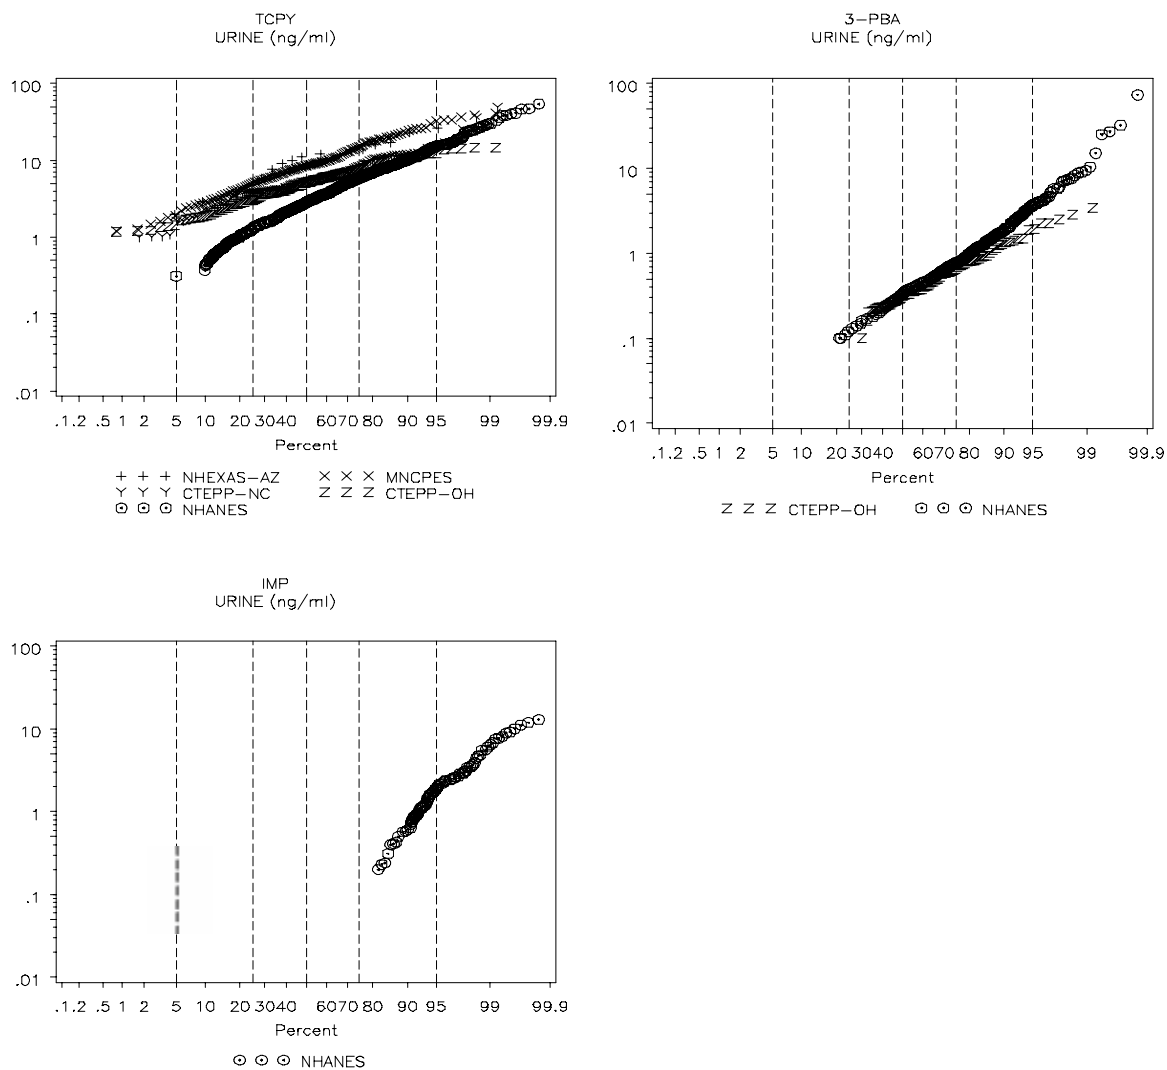 TCPY
URINE (ng/ml)
100
10
1
.1
.01
.1 .2 .5 1 2 5 10 20 30 40 60 70 80 90 95 99 99.9
Percent
+ + + NHEXAS-AZ × × × MNCPES
Y Y Y CTEPP-NC Z Z Z CTEPP-OH
NHANES
3-PBA
URINE (ng/ml)
100
10
1
.1
.01
.1 .2 .5 1 2 5 10 20 30 40 60 70 80 90 95 99 99.9
Percent
Z Z Z CTEPP-OH NHANES
IMP
URINE (ng/ml)
100
10
1
.1
.01
.1 .2 .5 1 2 5 10 20 30 40 60 70 80 90 95 99 99.9
Percent
NHANES